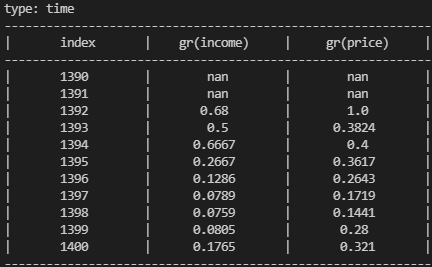 type: time
---------------------------------------------------------------
|      index      |   gr(income)   |    gr(price)    |
---------------------------------------------------------------
|      1390       |      nan       |       nan       |
|      1391       |      nan       |       nan       |
|      1392       |      0.68      |       1.0       |
|      1393       |      0.5       |     0.3824      |
|      1394       |     0.6667     |       0.4       |
|      1395       |     0.2667     |     0.3617      |
|      1396       |     0.1286     |     0.2643      |
|      1397       |     0.0789     |     0.1719      |
|      1398       |     0.0759     |     0.1441      |
|      1399       |     0.0805     |      0.28       |
|      1400       |     0.1765     |      0.321      |
---------------------------------------------------------------